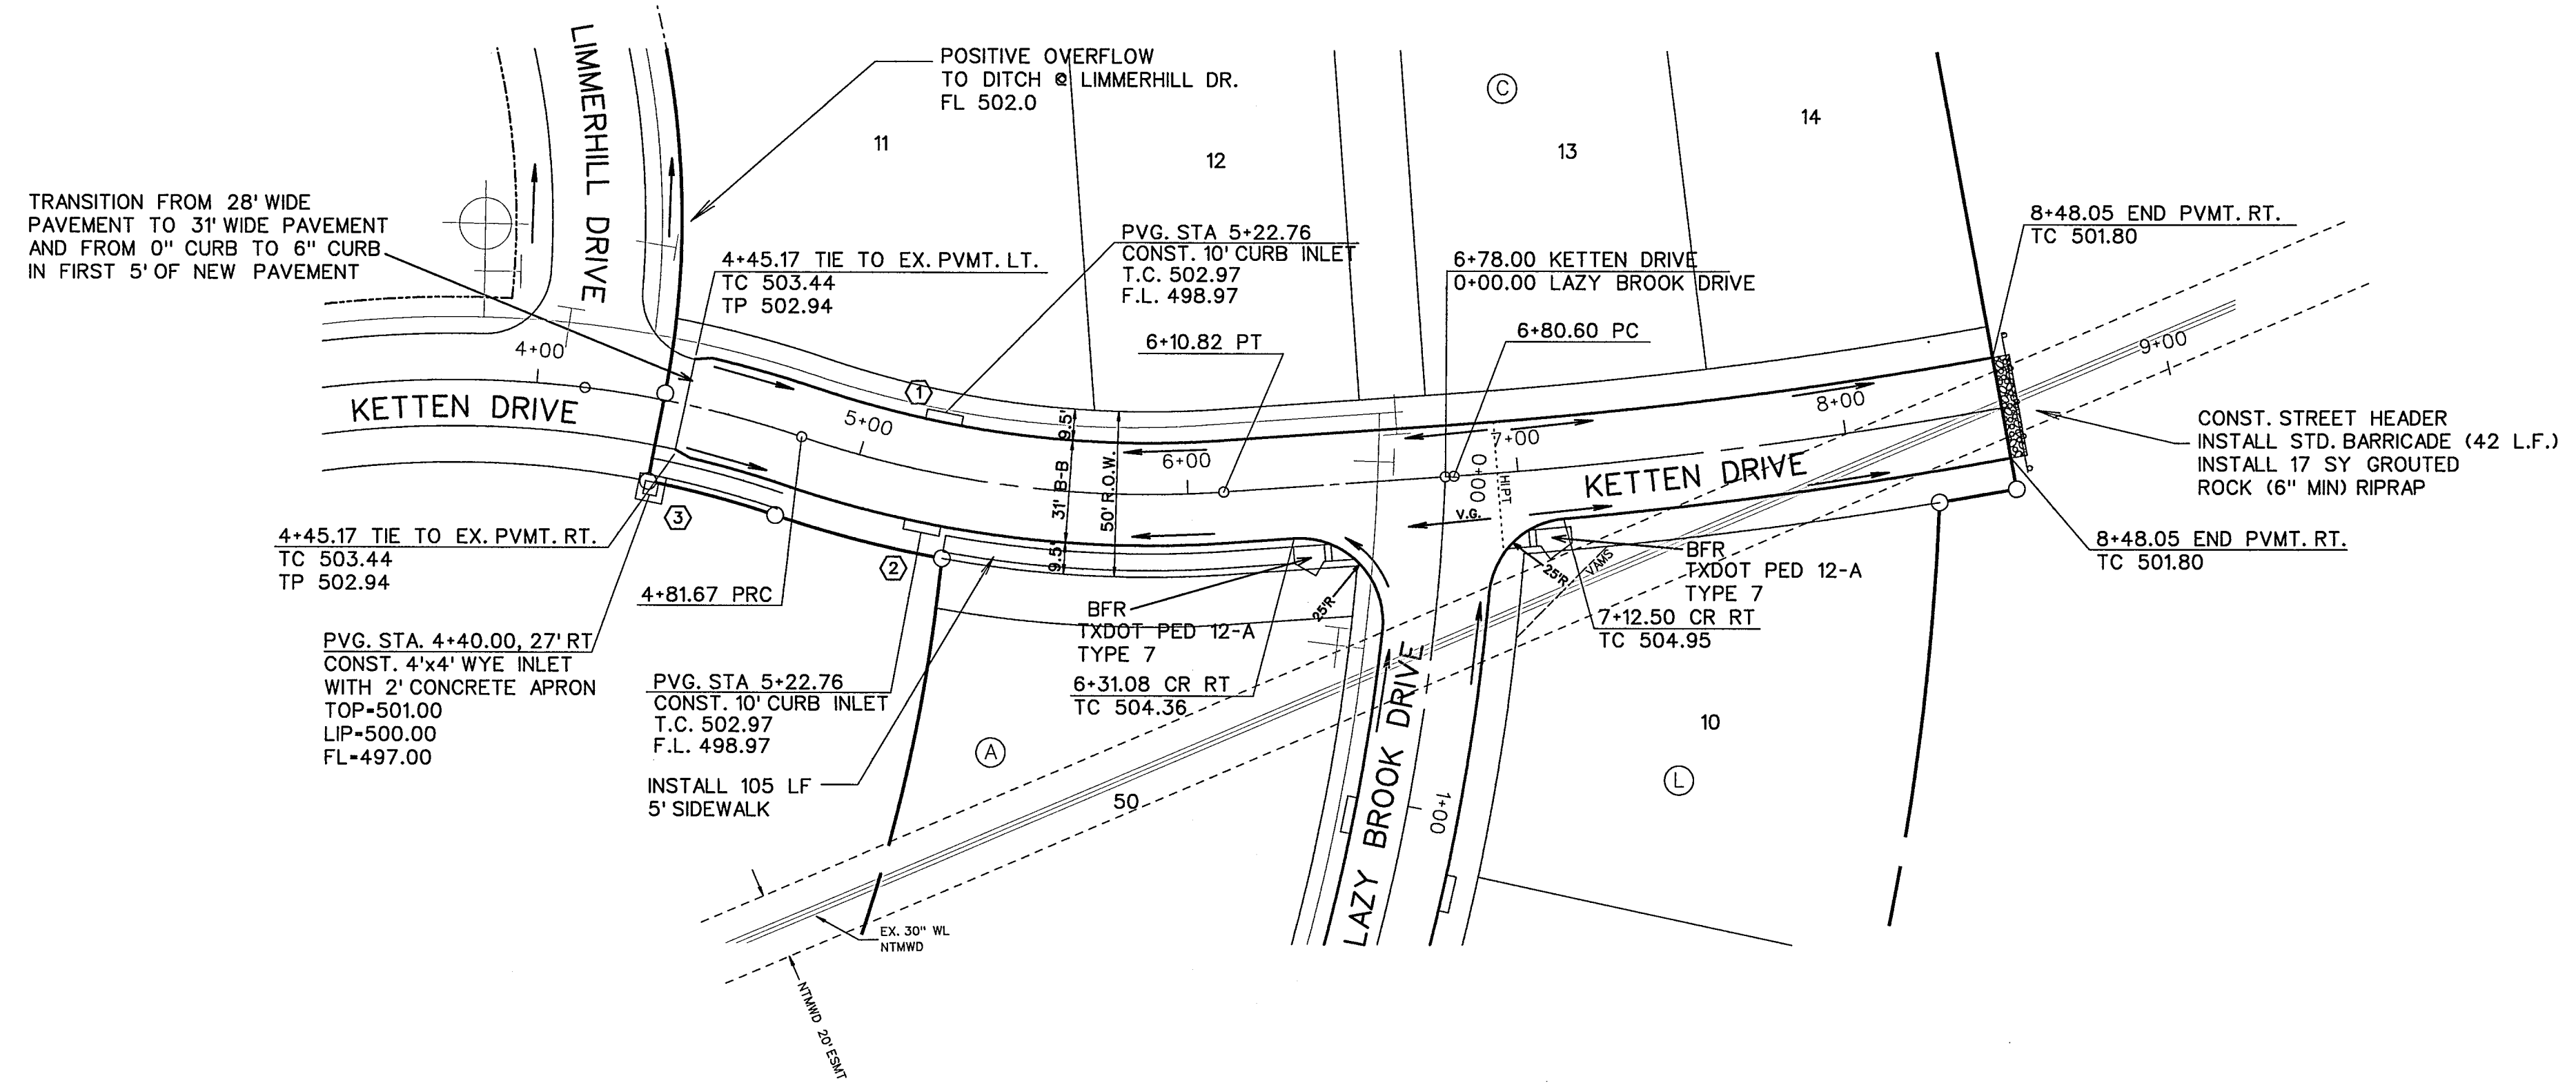 LIMMERHILL DRIVE
POSITIVE OVERFLOW
TO DITCH @ LIMMERHILL DR.
FL 502.0
C
11
12
13
14
TRANSITION FROM 28' WIDE
PAVEMENT TO 31' WIDE PAVEMENT
AND FROM 0" CURB TO 6" CURB
IN FIRST 5' OF NEW PAVEMENT
4+45.17 TIE TO EX. PVMT. LT.
TC 503.44
TP 502.94
PVG. STA 5+22.76
CONST. 10' CURB INLET
T.C. 502.97
F.L. 498.97
6+10.82 PT
6+78.00 KETTEN DRIVE
0+00.00 LAZY BROOK DRIVE
6+80.60 PC
8+48.05 END PVMT. RT.
TC 501.80
4+00
KETTEN DRIVE
5+00
1
9.5'
31' B-B
50' R.O.W.
9.5'
6+00
7+00
0+00
HIPT
V.G.
KETTEN DRIVE
8+00
9+00
CONST. STREET HEADER
INSTALL STD. BARRICADE (42 L.F.)
INSTALL 17 SY GROUTED
ROCK (6" MIN) RIPRAP
8+48.05 END PVMT. RT.
TC 501.80
3
2
4+45.17 TIE TO EX. PVMT. RT.
TC 503.44
TP 502.94
4+81.67 PRC
PVG. STA. 4+40.00, 27' RT
CONST. 4'x4' WYE INLET
WITH 2' CONCRETE APRON
TOP=501.00
LIP=500.00
FL=497.00
PVG. STA 5+22.76
CONST. 10' CURB INLET
T.C. 502.97
F.L. 498.97
INSTALL 105 LF
5' SIDEWALK
BFR
TXDOT PED 12-A
TYPE 7
6+31.08 CR RT
TC 504.36
25'R
25'R
VAMS
BFR
TXDOT PED 12-A
TYPE 7
7+12.50 CR RT
TC 504.95
A
50
10
L
LAZY BROOK DRIVE
1+00
EX. 30" WL
NTMWD
NTMWD 20' ESMT